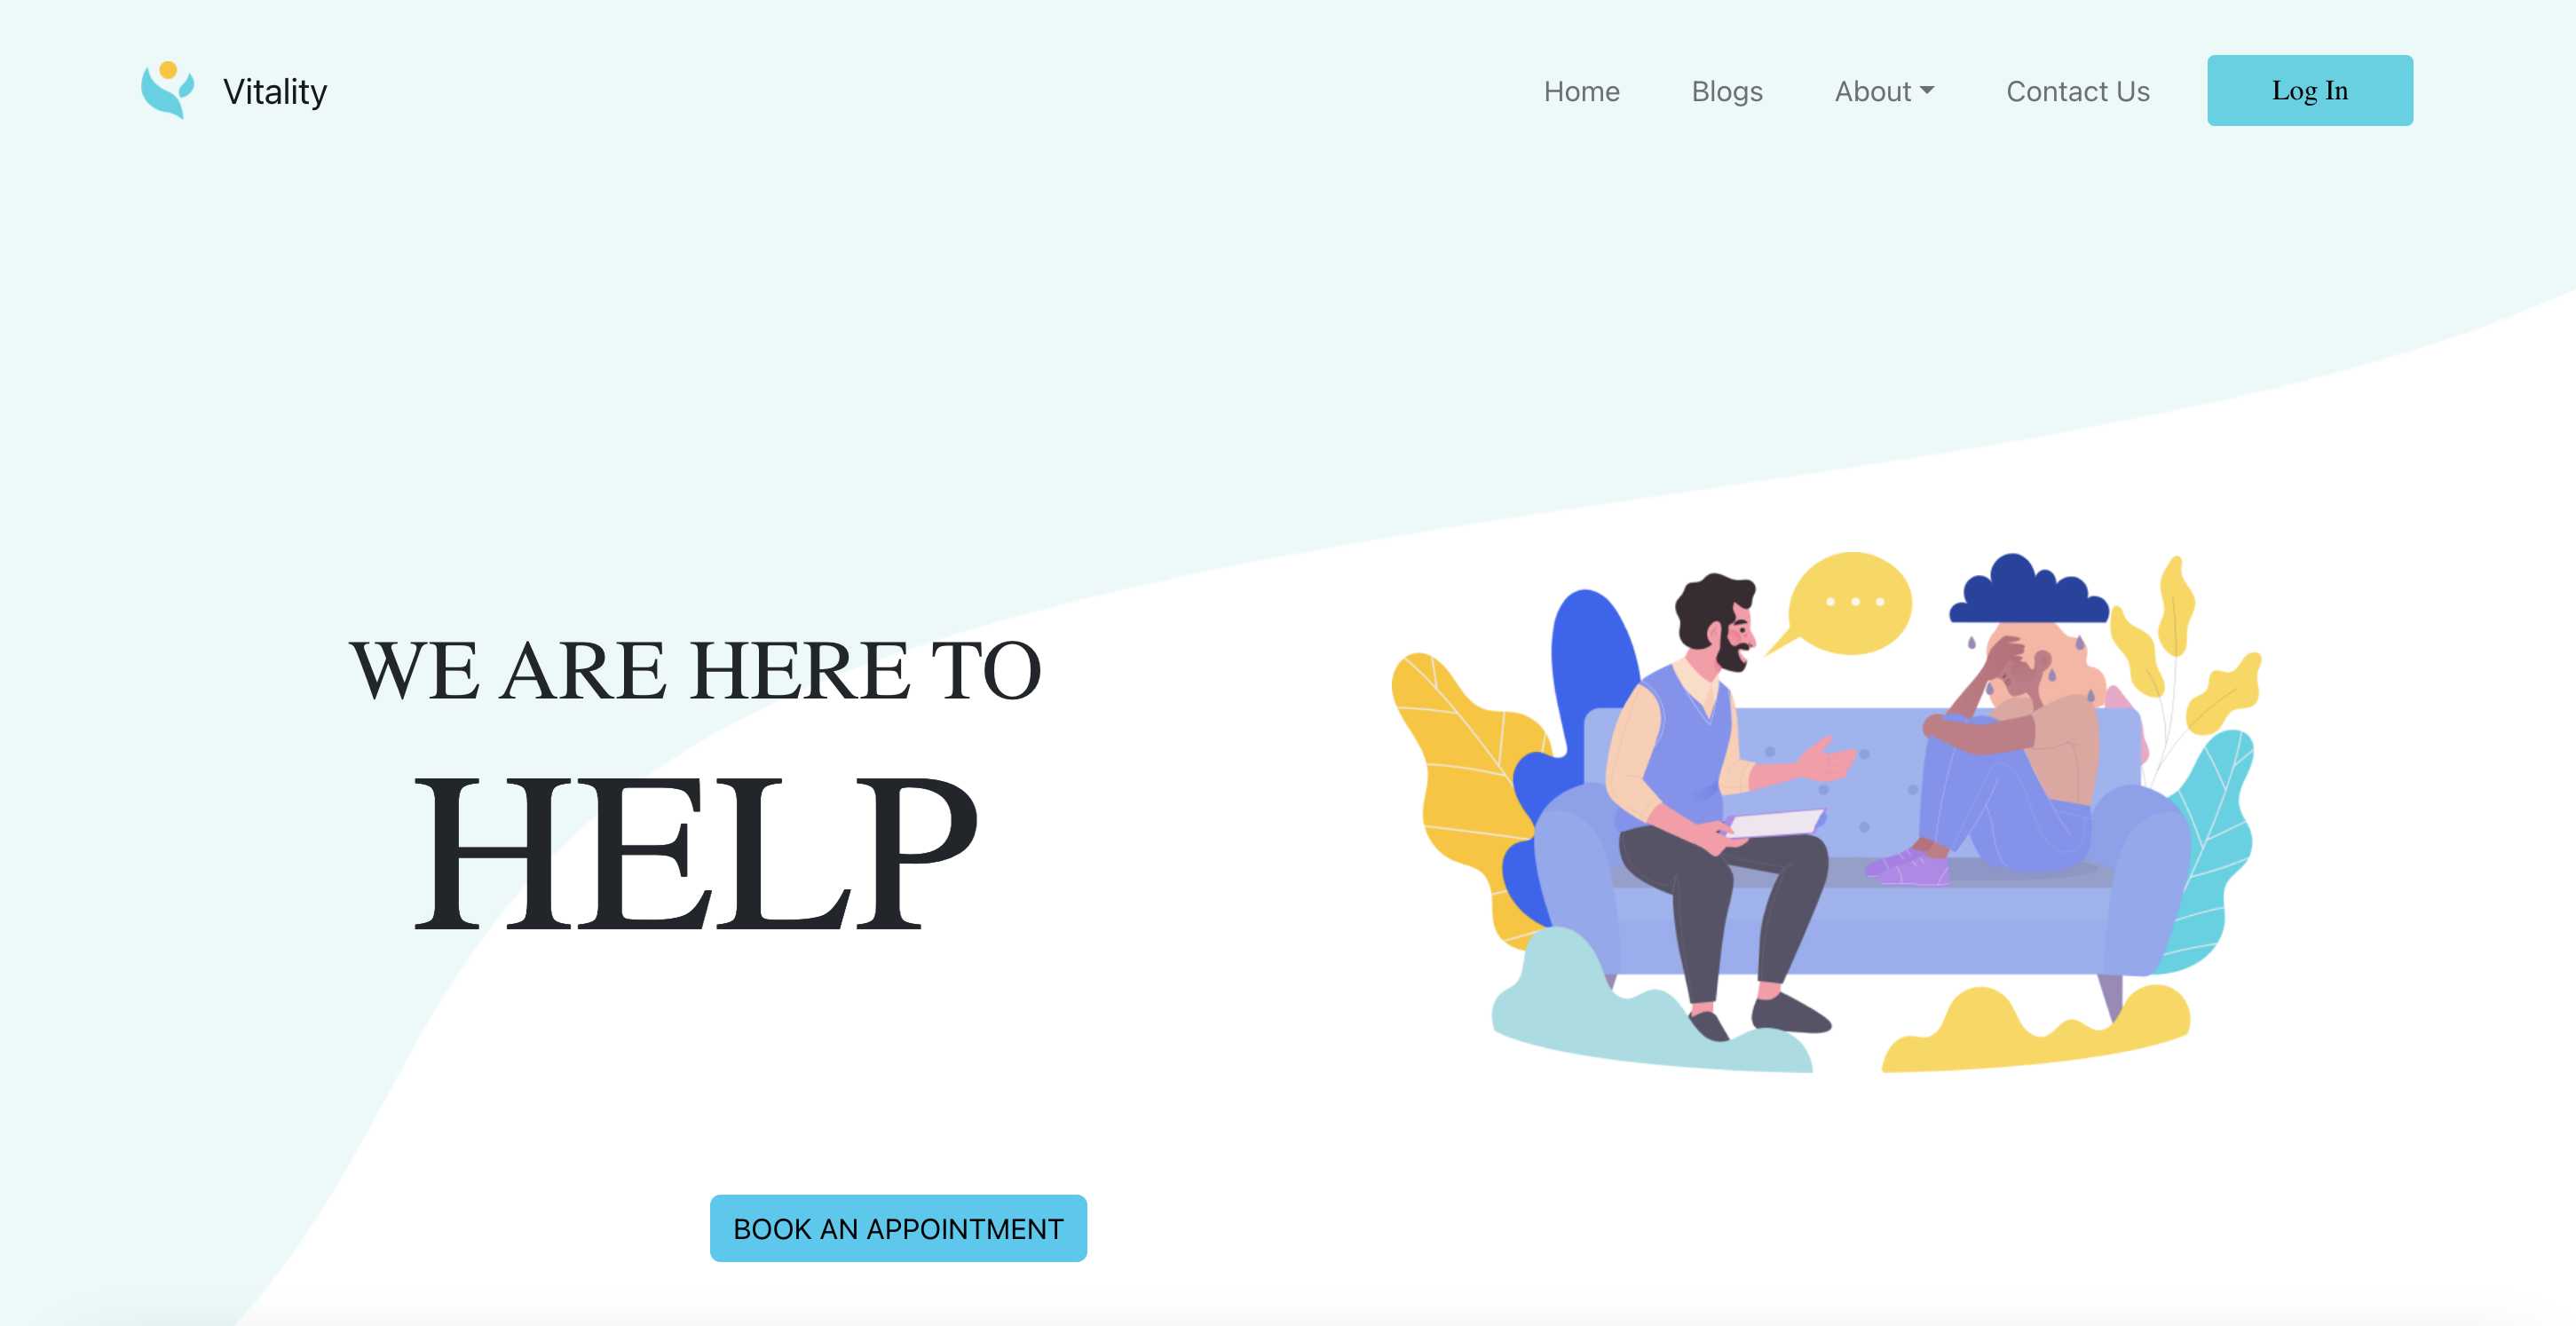 Vitality
Home Blogs About Contact Us Log In
WE ARE HERE TO
HELP
BOOK AN APPOINTMENT